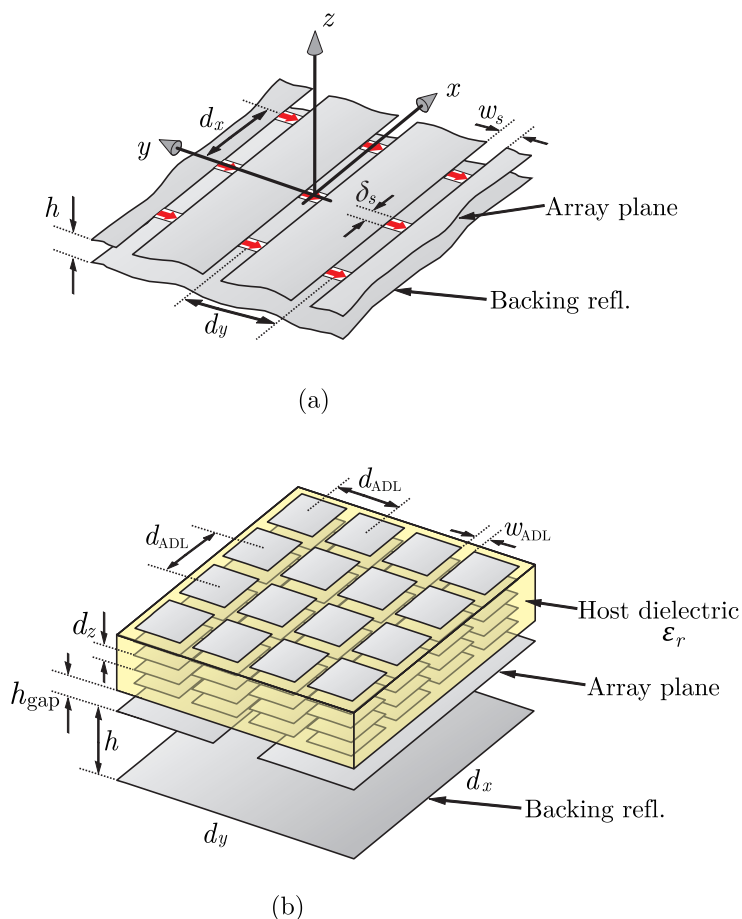 z
x
w_s
d_x
y
δ_s
h
Array plane
Backing refl.
d_y
(a)
d_ADL
w_ADL
d_ADL
Host dielectric
ε_r
d_z
h_gap
Array plane
h
d_x
Backing refl.
d_y
(b)